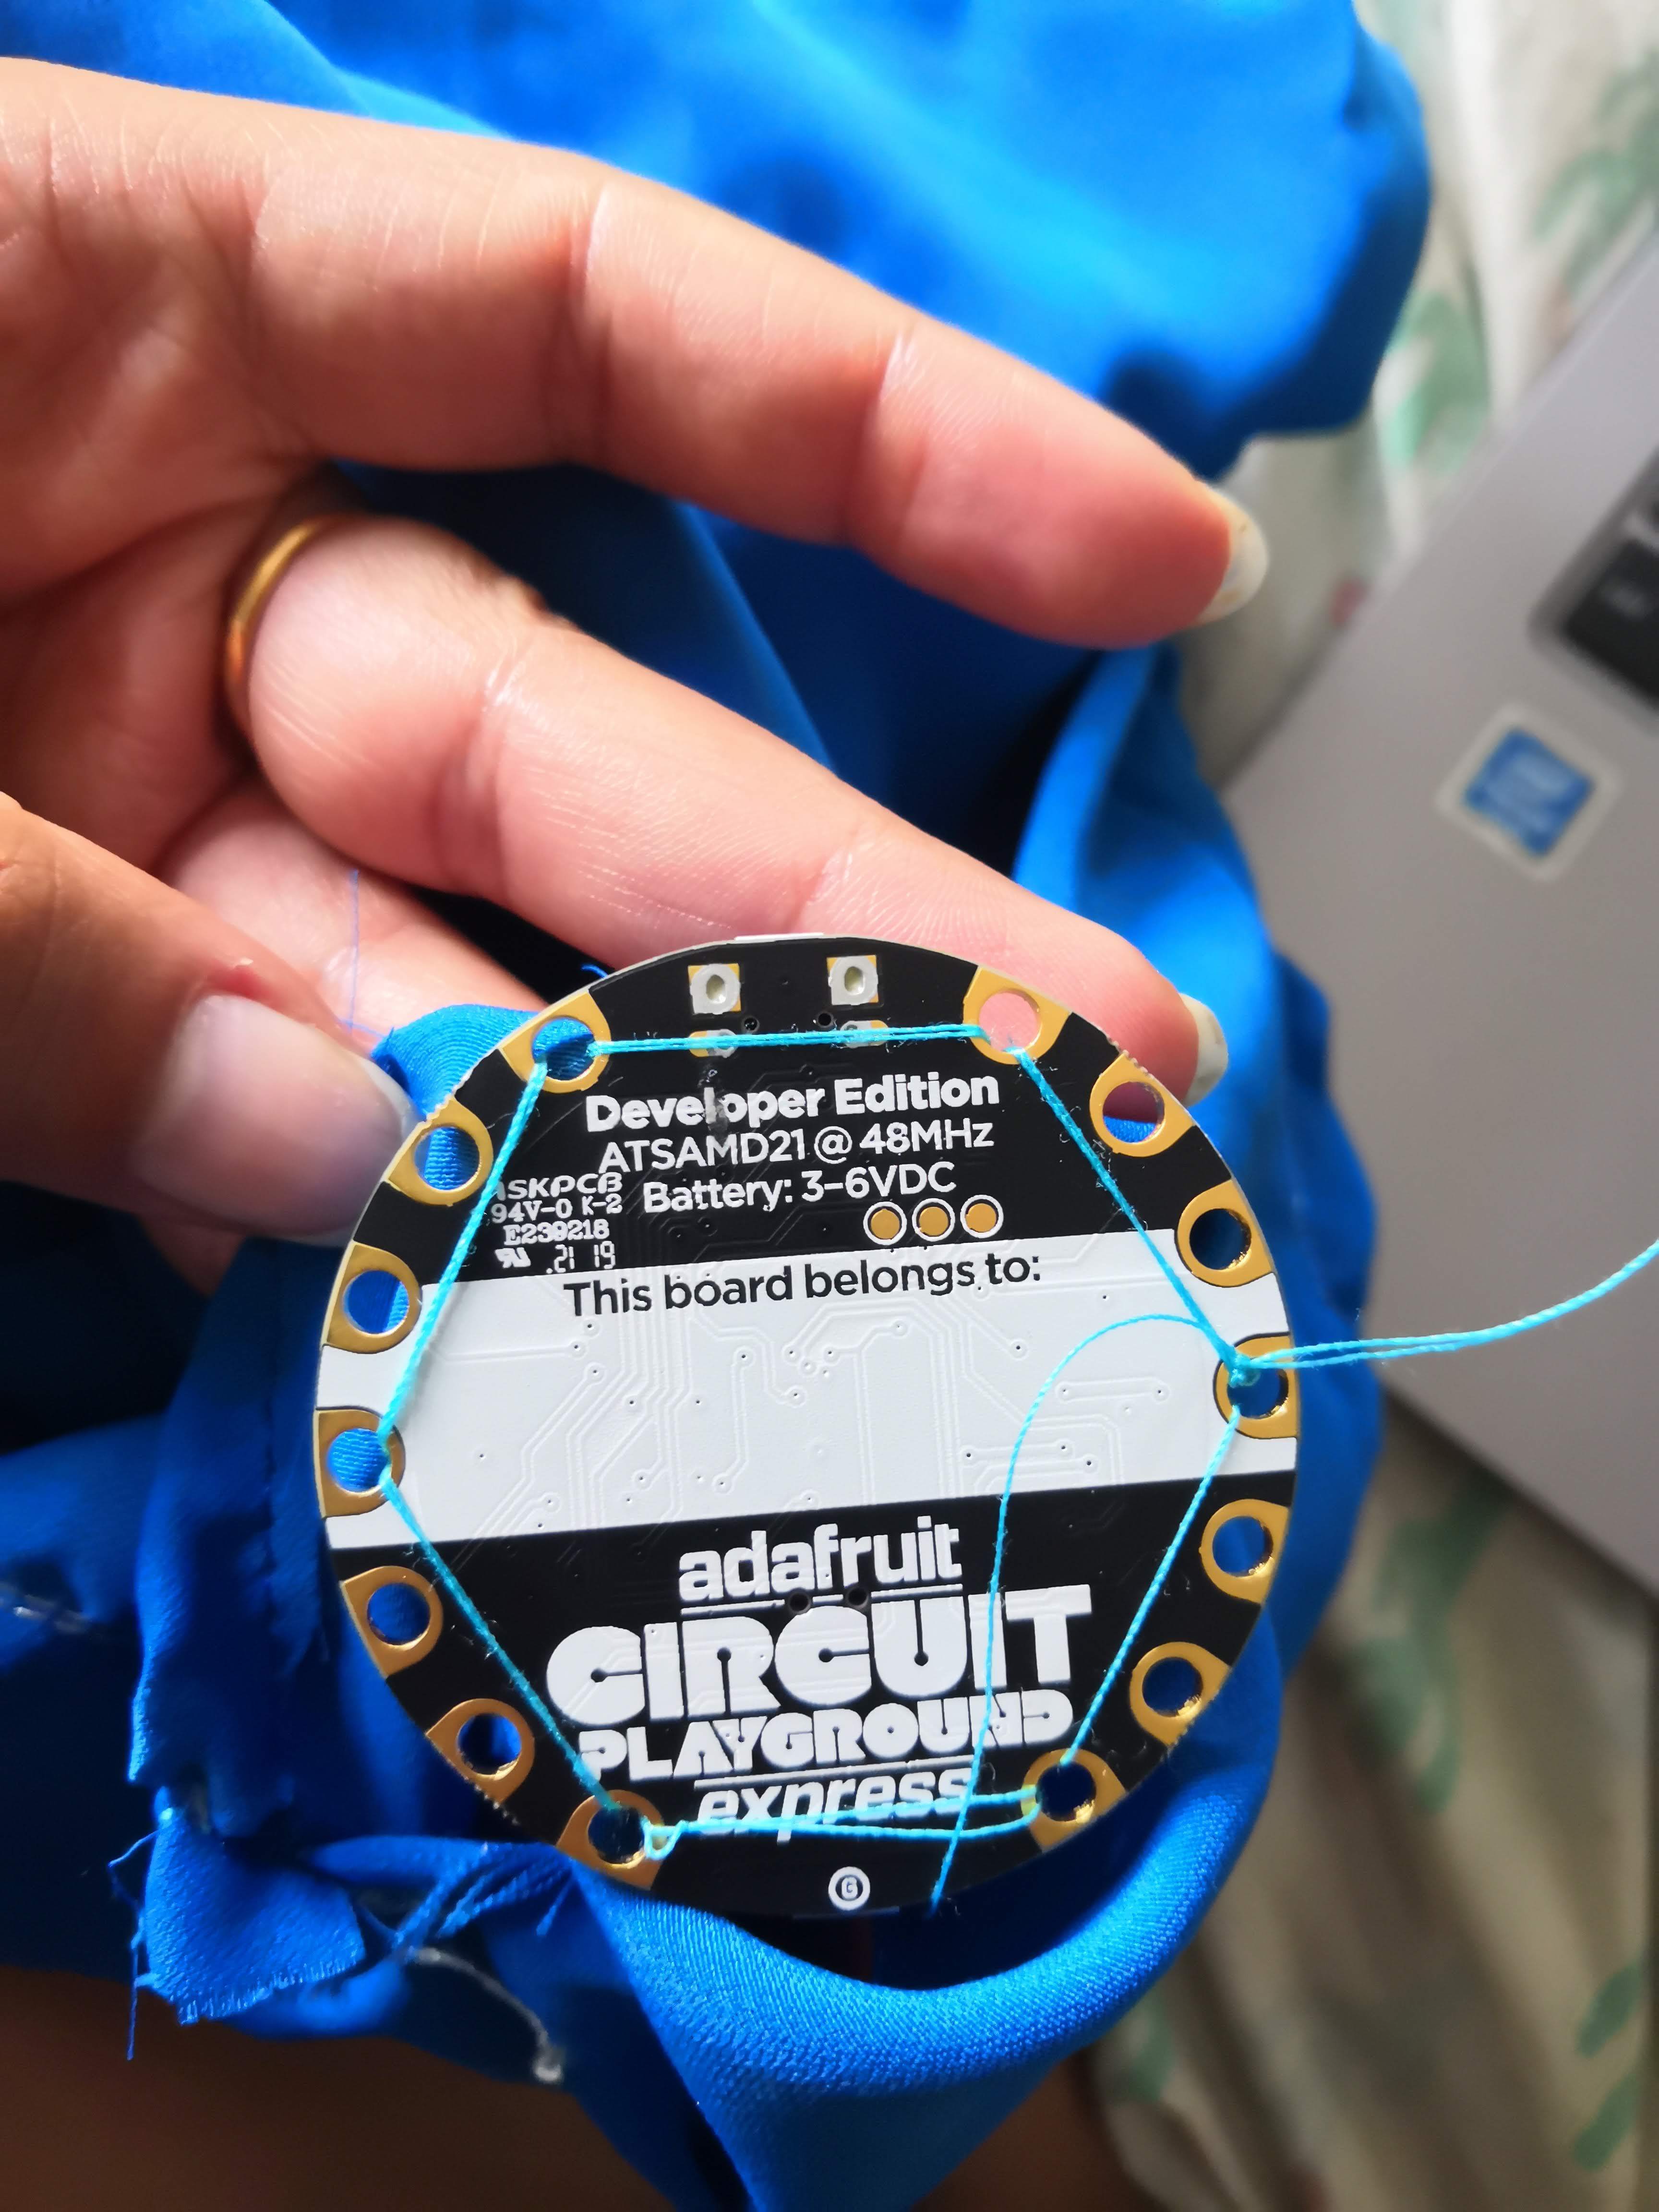 Developer Edition
ATSAMD21 @ 48MHz
Battery: 3-6VDC
ASKPCB
94V-0 K-2
E239218
.21 19
This board belongs to:
adafruit
CIRCUIT
PLAYGROUND
express
G